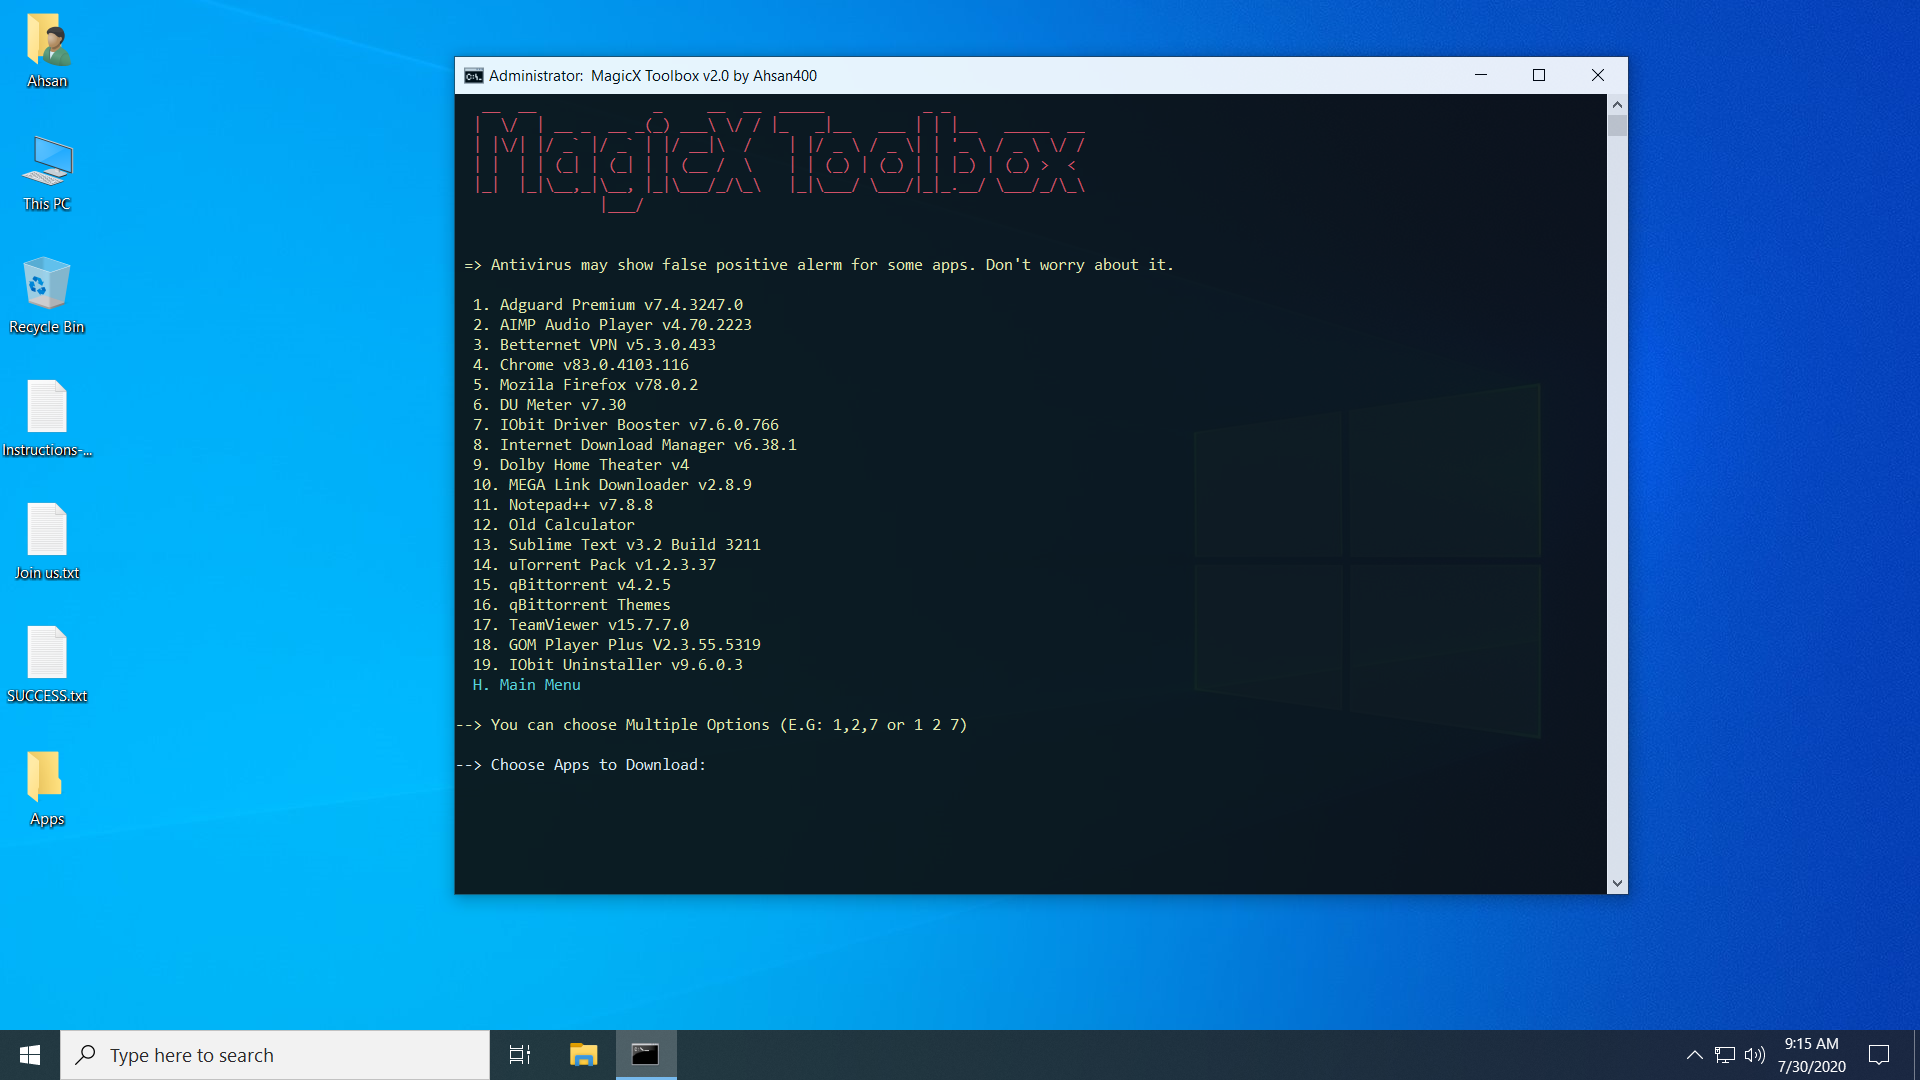 Ahsan
This PC
Recycle Bin
Instructions-...
Join us.txt
SUCCESS.txt
Apps
Administrator:  MagicX Toolbox v2.0 by Ahsan400
MagicX Toolbox
=> Antivirus may show false positive alerm for some apps. Don't worry about it.
1. Adguard Premium v7.4.3247.0
2. AIMP Audio Player v4.70.2223
3. Betternet VPN v5.3.0.433
4. Chrome v83.0.4103.116
5. Mozila Firefox v78.0.2
6. DU Meter v7.30
7. IObit Driver Booster v7.6.0.766
8. Internet Download Manager v6.38.1
9. Dolby Home Theater v4
10. MEGA Link Downloader v2.8.9
11. Notepad++ v7.8.8
12. Old Calculator
13. Sublime Text v3.2 Build 3211
14. uTorrent Pack v1.2.3.37
15. qBittorrent v4.2.5
16. qBittorrent Themes
17. TeamViewer v15.7.7.0
18. GOM Player Plus V2.3.55.5319
19. IObit Uninstaller v9.6.0.3
H. Main Menu
--> You can choose Multiple Options (E.G: 1,2,7 or 1 2 7)
--> Choose Apps to Download:
Type here to search
9:15 AM
7/30/2020